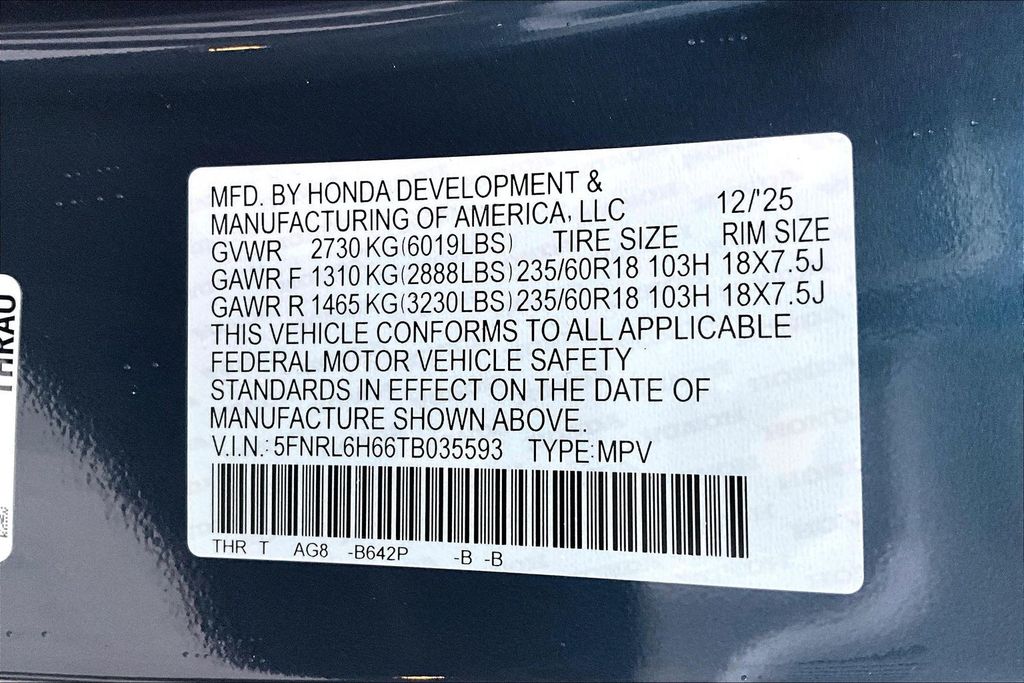 MFD. BY HONDA DEVELOPMENT &
MANUFACTURING OF AMERICA, LLC 12/'25
GVWR 2730 KG(6019LBS) TIRE SIZE RIM SIZE
GAWR F 1310 KG(2888LBS) 235/60R18 103H 18X7.5J
GAWR R 1465 KG(3230LBS) 235/60R18 103H 18X7.5J
THIS VEHICLE CONFORMS TO ALL APPLICABLE
FEDERAL MOTOR VEHICLE SAFETY
STANDARDS IN EFFECT ON THE DATE OF
MANUFACTURE SHOWN ABOVE.
V.I.N.: 5FNRL6H66TB035593 TYPE:MPV
THR T AG8 -B642P -B -B
THRAU